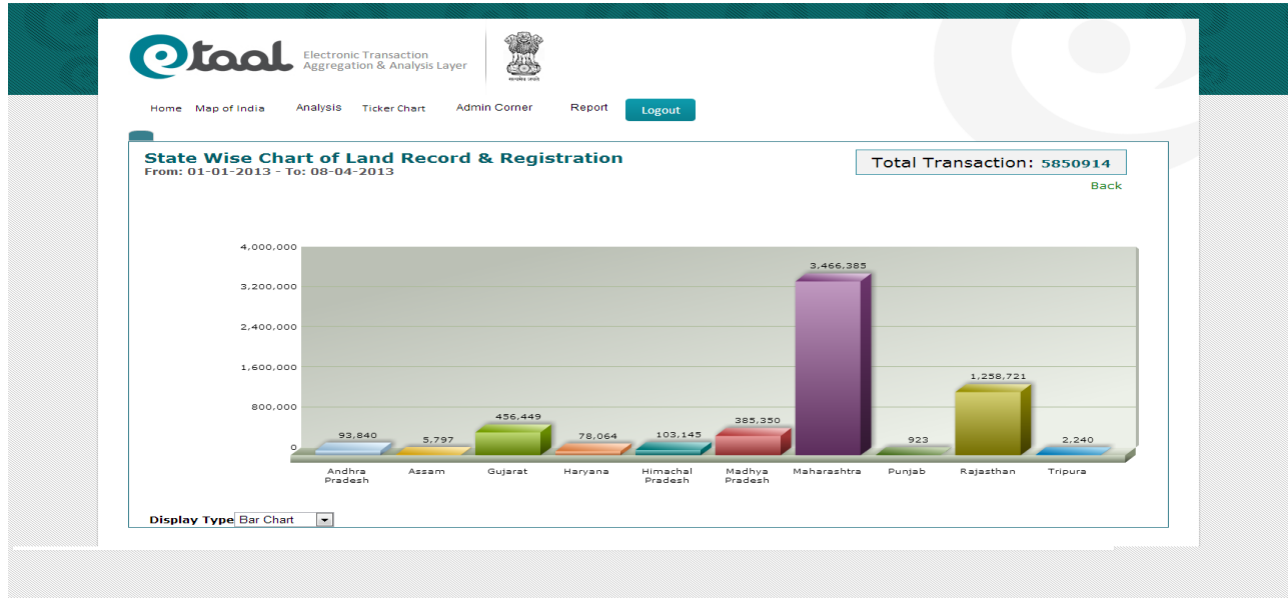 etaal
Electronic Transaction
Aggregation & Analysis Layer
सत्यमेव जयते
Home Map of India Analysis Ticker Chart Admin Corner Report Logout
State Wise Chart of Land Record & Registration
From: 01-01-2013 - To: 08-04-2013
Total Transaction: 5850914
Back
4,000,000
3,200,000
2,400,000
1,600,000
800,000
0
93,840
5,797
456,449
78,064
103,145
385,350
3,466,385
923
1,258,721
2,240
Andhra
Pradesh
Assam
Gujarat
Haryana
Himachal
Pradesh
Madhya
Pradesh
Maharashtra
Punjab
Rajasthan
Tripura
Display Type Bar Chart